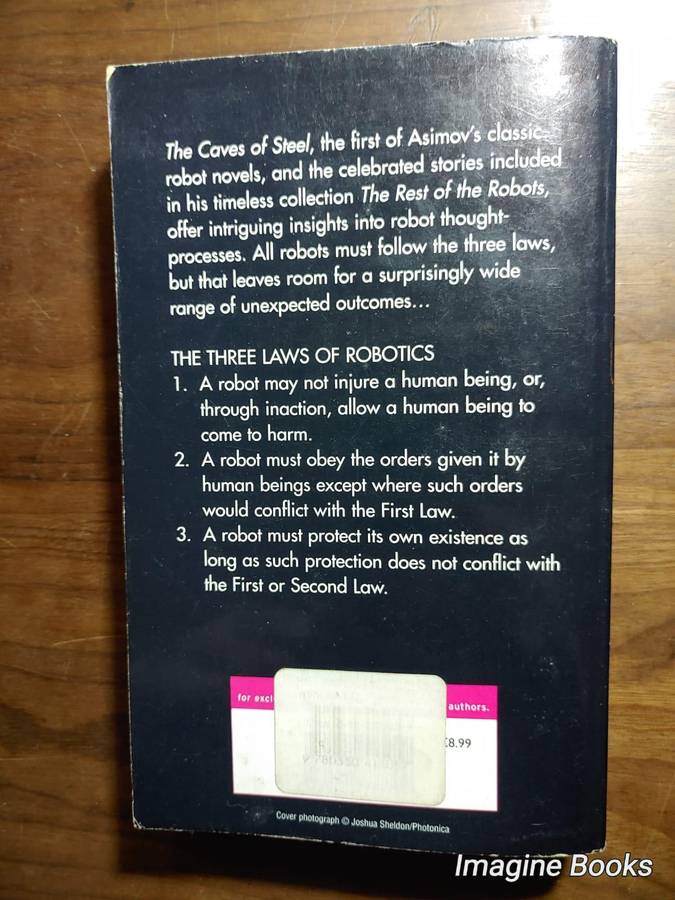 The Caves of Steel, the first of Asimov's classic
robot novels, and the celebrated stories included
in his timeless collection The Rest of the Robots,
offer intriguing insights into robot thought-
processes. All robots must follow the three laws,
but that leaves room for a surprisingly wide
range of unexpected outcomes...
THE THREE LAWS OF ROBOTICS
1. A robot may not injure a human being, or,
through inaction, allow a human being to
come to harm.
2. A robot must obey the orders given it by
human beings except where such orders
would conflict with the First Law.
3. A robot must protect its own existence as
long as such protection does not conflict with
the First or Second Law.
for authors.
£8.99
Cover photograph © Joshua Sheldon/Photonica
Imagine Books